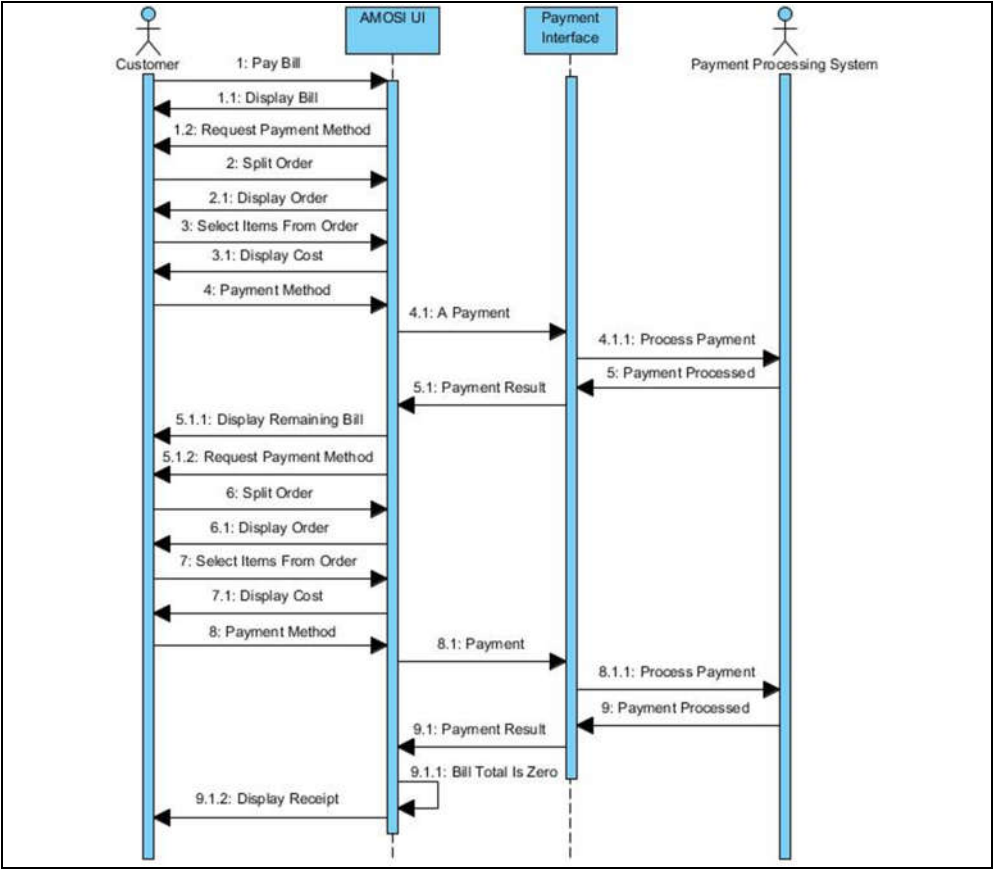 AMOSI UI
Payment
Interface
Customer
Payment Processing System
1: Pay Bill
1.1: Display Bill
1.2: Request Payment Method
2: Split Order
2.1: Display Order
3: Select Items From Order
3.1: Display Cost
4: Payment Method
4.1: A Payment
4.1.1: Process Payment
5: Payment Processed
5.1: Payment Result
5.1.1: Display Remaining Bill
5.1.2: Request Payment Method
6: Split Order
6.1: Display Order
7: Select Items From Order
7.1: Display Cost
8: Payment Method
8.1: Payment
8.1.1: Process Payment
9: Payment Processed
9.1: Payment Result
9.1.1: Bill Total Is Zero
9.1.2: Display Receipt